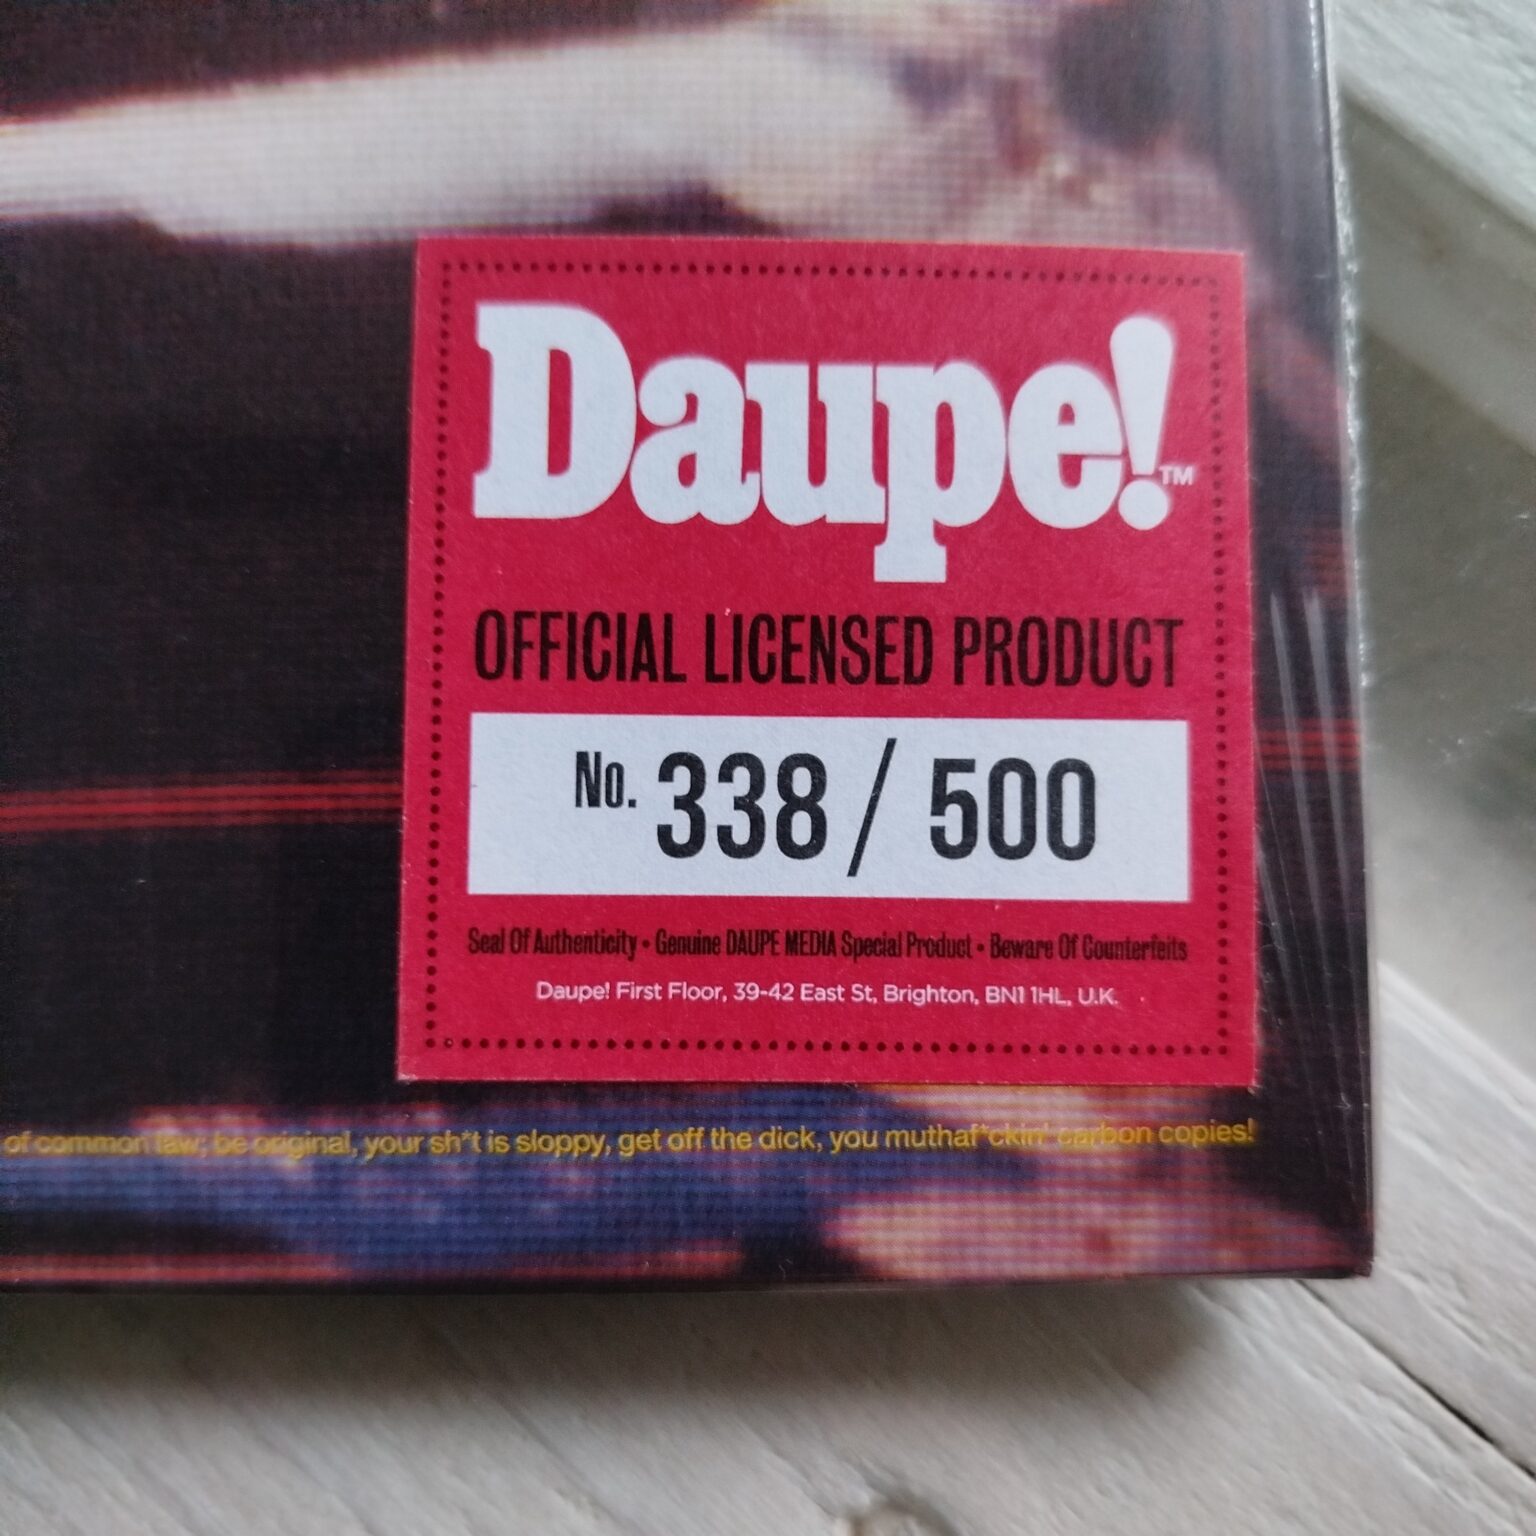 Daupe!™
OFFICIAL LICENSED PRODUCT
No. 338 / 500
Seal Of Authenticity • Genuine DAUPE MEDIA Special Product • Beware Of Counterfeits
Daupe! First Floor, 39-42 East St, Brighton, BN1 1HL, U.K.
of common law; be original, your sh*t is sloppy, get off the dick, you muthaf*ckin' carbon copies!